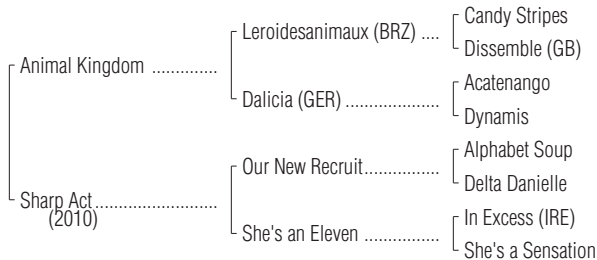 Candy Stripes
Leroidesanimaux (BRZ) ....
Dissemble (GB)
Animal Kingdom ..............
Acatenango
Dalicia (GER) ....................
Dynamis
Alphabet Soup
Our New Recruit................
Delta Danielle
Sharp Act..........................
(2010)
In Excess (IRE)
She's an Eleven ................
She's a Sensation